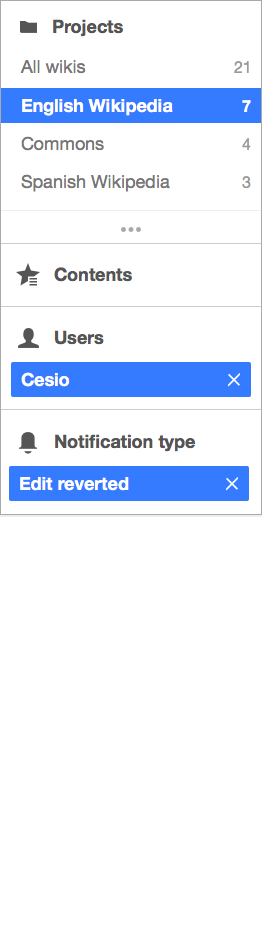 Projects
All wikis 21
English Wikipedia 7
Commons 4
Spanish Wikipedia 3
Contents
Users
Cesio
Notification type
Edit reverted